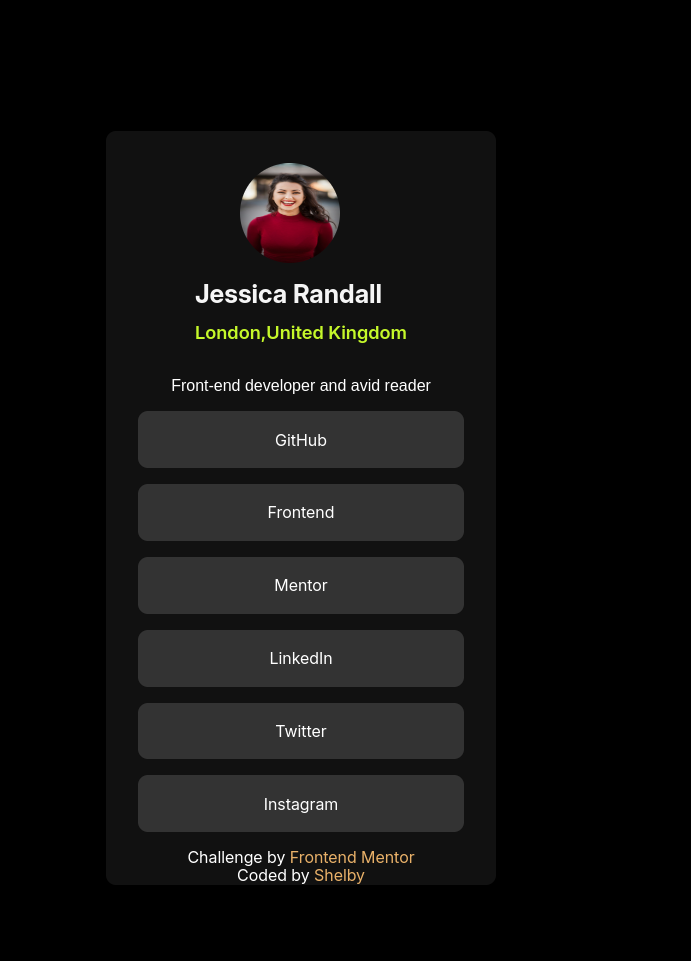 Jessica Randall
London,United Kingdom
Front-end developer and avid reader
GitHub
Frontend
Mentor
LinkedIn
Twitter
Instagram
Challenge by Frontend Mentor
Coded by Shelby